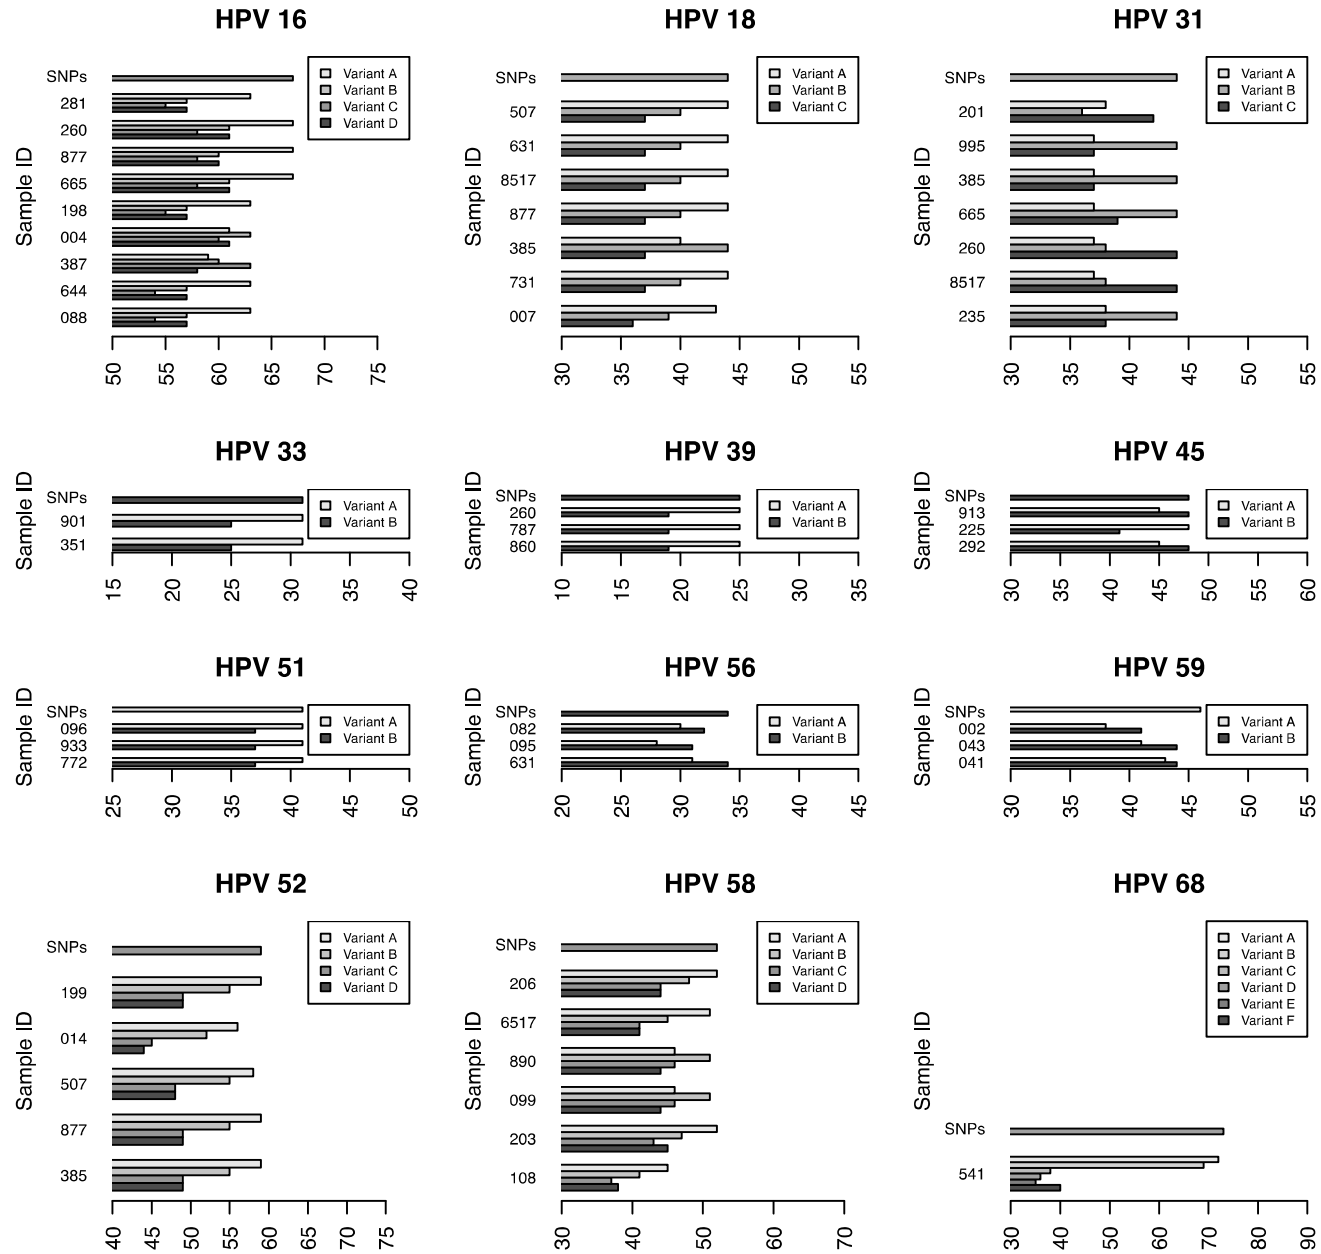 HPV 16
Sample ID
SNPs
281
260
877
665
198
004
387
644
088
Variant A
Variant B
Variant C
Variant D
50 55 60 65 70 75
HPV 18
Sample ID
SNPs
507
631
8517
877
385
731
007
Variant A
Variant B
Variant C
30 35 40 45 50 55
HPV 31
Sample ID
SNPs
201
995
385
665
260
8517
235
Variant A
Variant B
Variant C
30 35 40 45 50 55
HPV 33
Sample ID
SNPs
901
351
Variant A
Variant B
15 20 25 30 35 40
HPV 39
Sample ID
SNPs
260
787
860
Variant A
Variant B
10 15 20 25 30 35
HPV 45
Sample ID
SNPs
913
225
292
Variant A
Variant B
30 35 40 45 50 55 60
HPV 51
Sample ID
SNPs
096
933
772
Variant A
Variant B
25 30 35 40 45 50
HPV 56
Sample ID
SNPs
082
095
631
Variant A
Variant B
20 25 30 35 40 45
HPV 59
Sample ID
SNPs
002
043
041
Variant A
Variant B
30 35 40 45 50 55
HPV 52
Sample ID
SNPs
199
014
507
877
385
Variant A
Variant B
Variant C
Variant D
40 45 50 55 60 65 70 75
HPV 58
Sample ID
SNPs
206
6517
890
099
203
108
Variant A
Variant B
Variant C
Variant D
30 40 50 60 70
HPV 68
Sample ID
SNPs
541
Variant A
Variant B
Variant C
Variant D
Variant E
Variant F
30 40 50 60 70 80 90